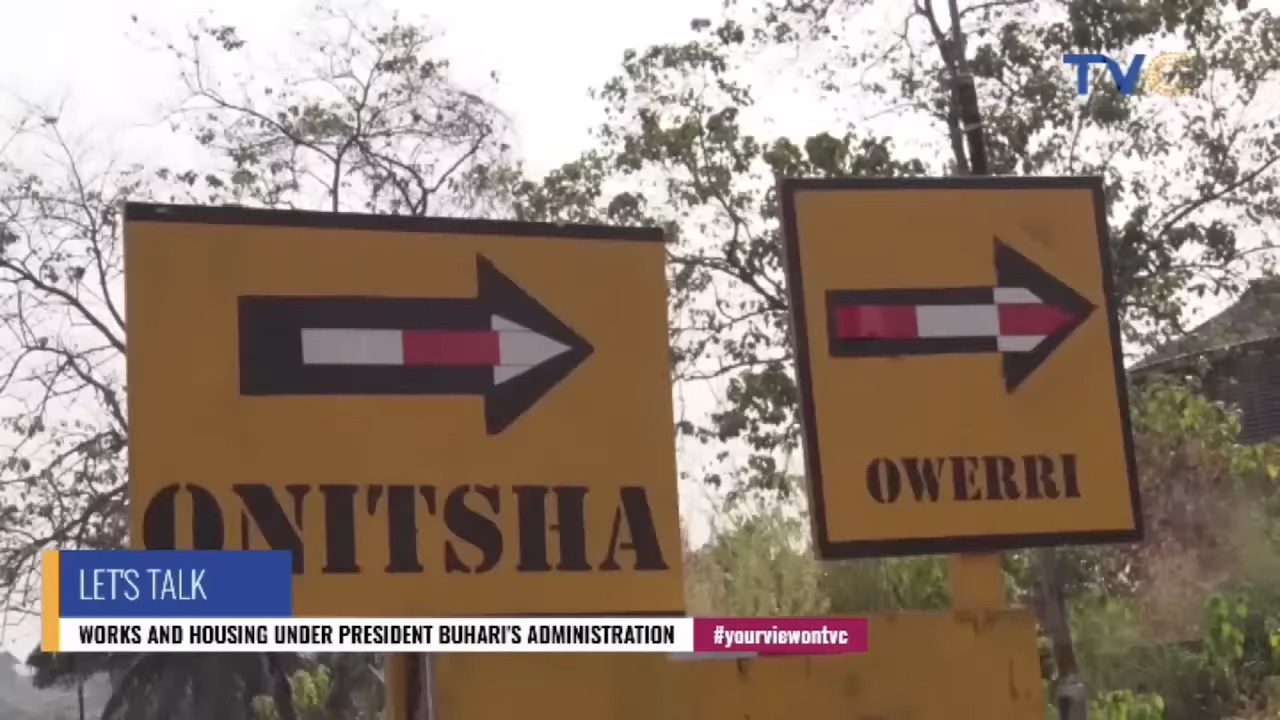 TVC
ONITSHA
OWERRI
LET'S TALK
WORKS AND HOUSING UNDER PRESIDENT BUHARI'S ADMINISTRATION
#yourviewontvc